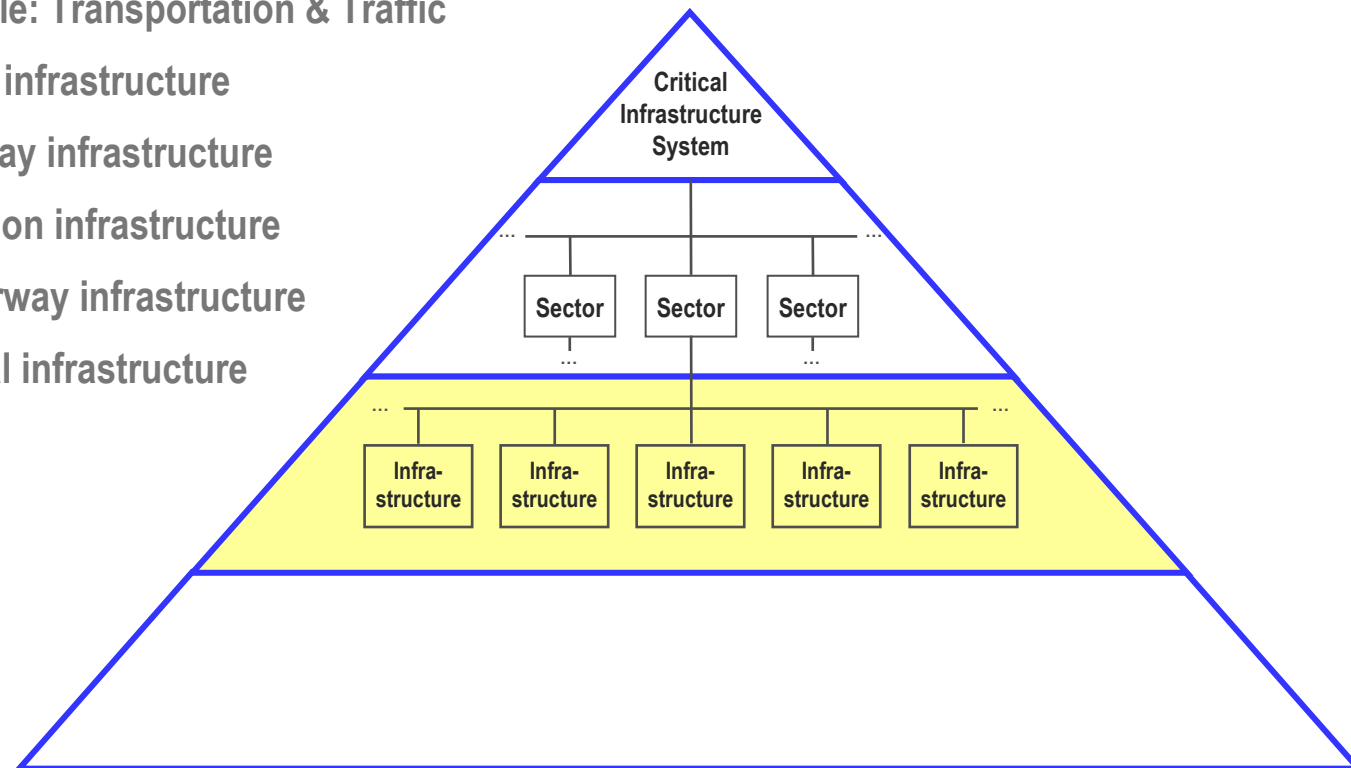 le: Transportation & Traffic
infrastructure
ay infrastructure
on infrastructure
rway infrastructure
l infrastructure
Critical
Infrastructure
System
... ...
Sector Sector Sector
... ...
... ...
Infra- Infra- Infra- Infra- Infra-
structure structure structure structure structure